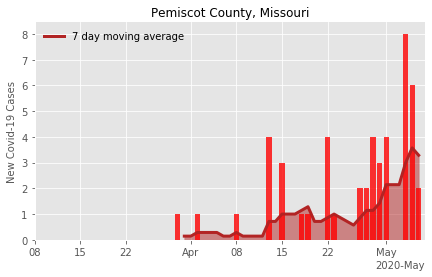 Pemiscot County, Missouri
7 day moving average
New Covid-19 Cases
8
7
6
5
4
3
2
1
0
08 15 22 Apr 08 15 22 May
2020-May